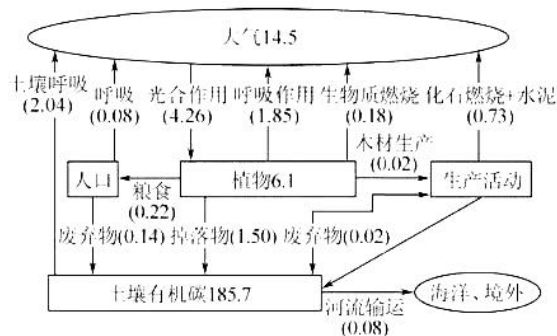 大气14.5
土壤呼吸
(2.04)
呼吸
(0.08)
光合作用
(4.26)
呼吸作用
(1.85)
生物质燃烧
(0.18)
化石燃烧+水泥
(0.73)
木材生产
(0.02)
人口
粮食
(0.22)
植物6.1
生产活动
废弃物(0.14)
掉落物(1.50)
废弃物(0.02)
土壤有机碳185.7
河流输运
(0.08)
海洋、境外